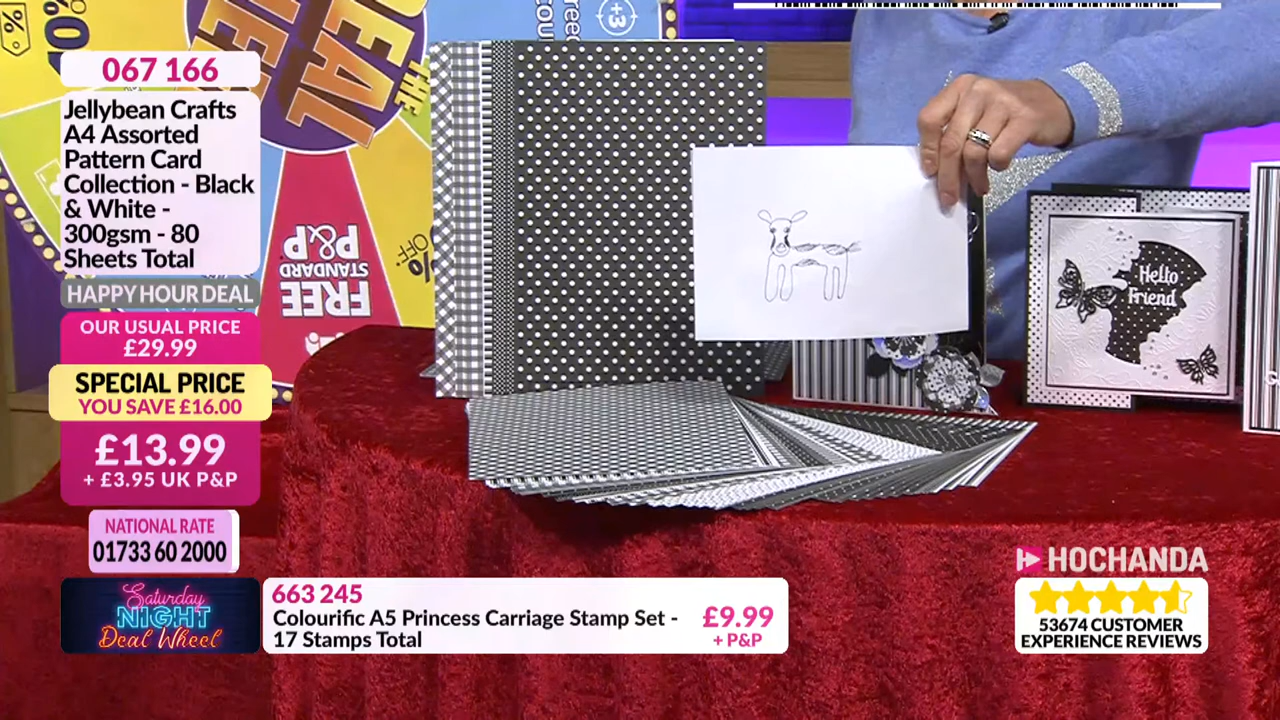 067 166
Jellybean Crafts
A4 Assorted
Pattern Card
Collection - Black
& White -
300gsm - 80
Sheets Total
HAPPY HOUR DEAL
OUR USUAL PRICE
£29.99
SPECIAL PRICE
YOU SAVE £16.00
£13.99
+ £3.95 UK P&P
NATIONAL RATE
01733 60 2000
Saturday
NIGHT
Deal Wheel
663 245
Colourific A5 Princess Carriage Stamp Set -
17 Stamps Total
£9.99
+ P&P
HOCHANDA
53674 CUSTOMER
EXPERIENCE REVIEWS
THE
DEAL
FREE
STANDARD
P&P
% OFF
Hello
Friend